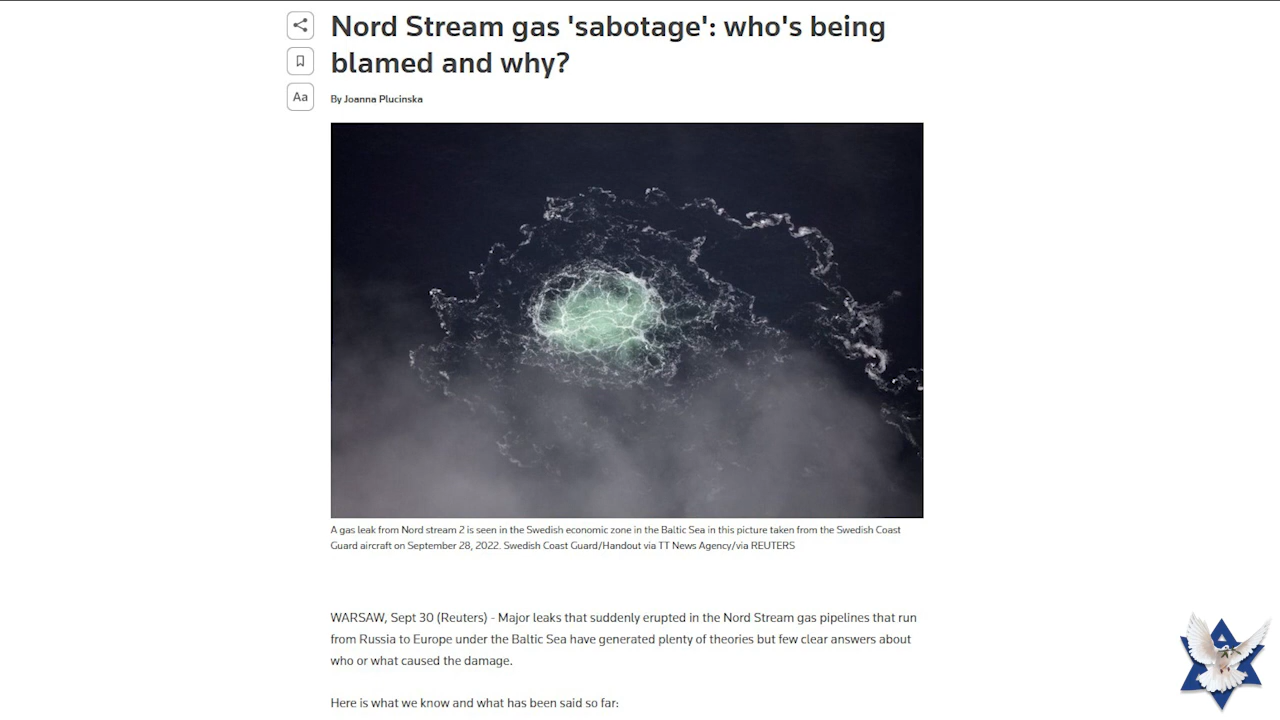 Nord Stream gas 'sabotage': who's being
blamed and why?
Aa
By Joanna Plucinska
A gas leak from Nord stream 2 is seen in the Swedish economic zone in the Baltic Sea in this picture taken from the Swedish Coast
Guard aircraft on September 28, 2022. Swedish Coast Guard/Handout via TT News Agency/via REUTERS
WARSAW, Sept 30 (Reuters) - Major leaks that suddenly erupted in the Nord Stream gas pipelines that run
from Russia to Europe under the Baltic Sea have generated plenty of theories but few clear answers about
who or what caused the damage.
Here is what we know and what has been said so far: